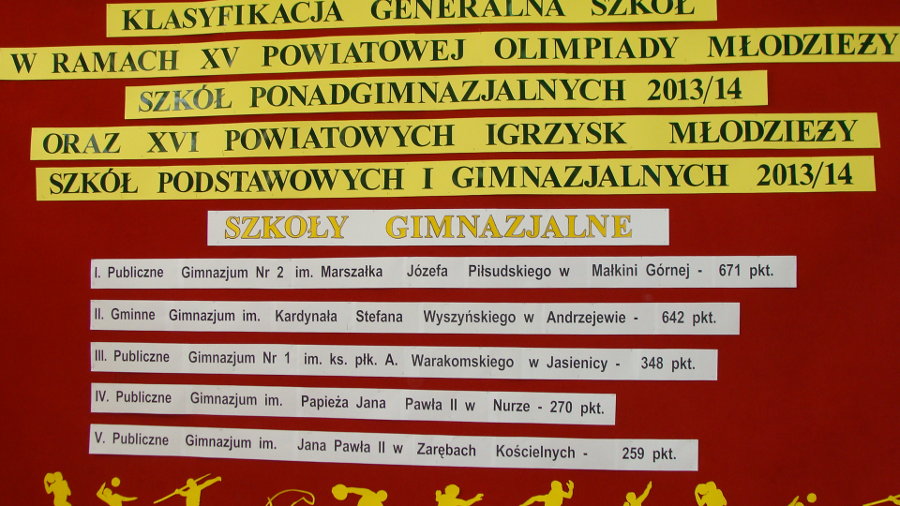 KLASYFIKACJA GENERALNA SZKÓŁ
W RAMACH XV POWIATOWEJ OLIMPIADY MŁODZIEŻY
SZKÓŁ PONADGIMNAZJALNYCH 2013/14
ORAZ XVI POWIATOWYCH IGRZYSK MŁODZIEŻY
SZKÓŁ PODSTAWOWYCH I GIMNAZJALNYCH 2013/14
SZKOŁY GIMNAZJALNE
I. Publiczne Gimnazjum Nr 2 im. Marszałka Józefa Piłsudskiego w Małkini Górnej - 671 pkt.
II. Gminne Gimnazjum im. Kardynała Stefana Wyszyńskiego w Andrzejewie - 642 pkt.
III. Publiczne Gimnazjum Nr 1 im. ks. płk. A. Warakomskiego w Jasienicy - 348 pkt.
IV. Publiczne Gimnazjum im. Papieża Jana Pawła II w Nurze - 270 pkt.
V. Publiczne Gimnazjum im. Jana Pawła II w Zarębach Kościelnych - 259 pkt.